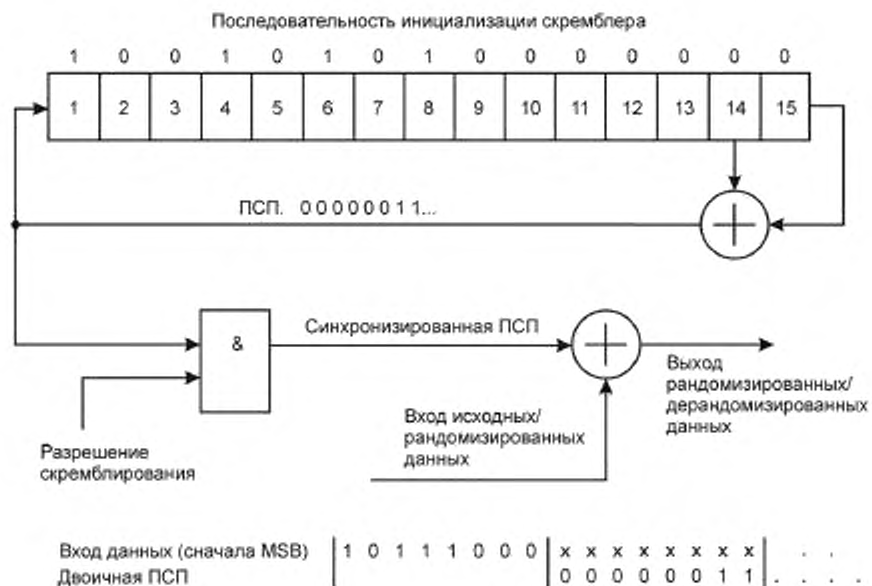 Последовательность инициализации скремблера
1 0 0 1 0 1 0 1 0 0 0 0 0 0 0
1 2 3 4 5 6 7 8 9 10 11 12 13 14 15
ПСП. 0 0 0 0 0 0 1 1...
&
Синхронизированная ПСП
Выход
рандомизированных/
дерандомизированных
данных
Вход исходных/
рандомизированных
данных
Разрешение
скремблирования
Вход данных (сначала MSB) 1 0 1 1 1 0 0 0 x x x x x x x x . .
Двоичная ПСП 0 0 0 0 0 0 1 1 . . . .